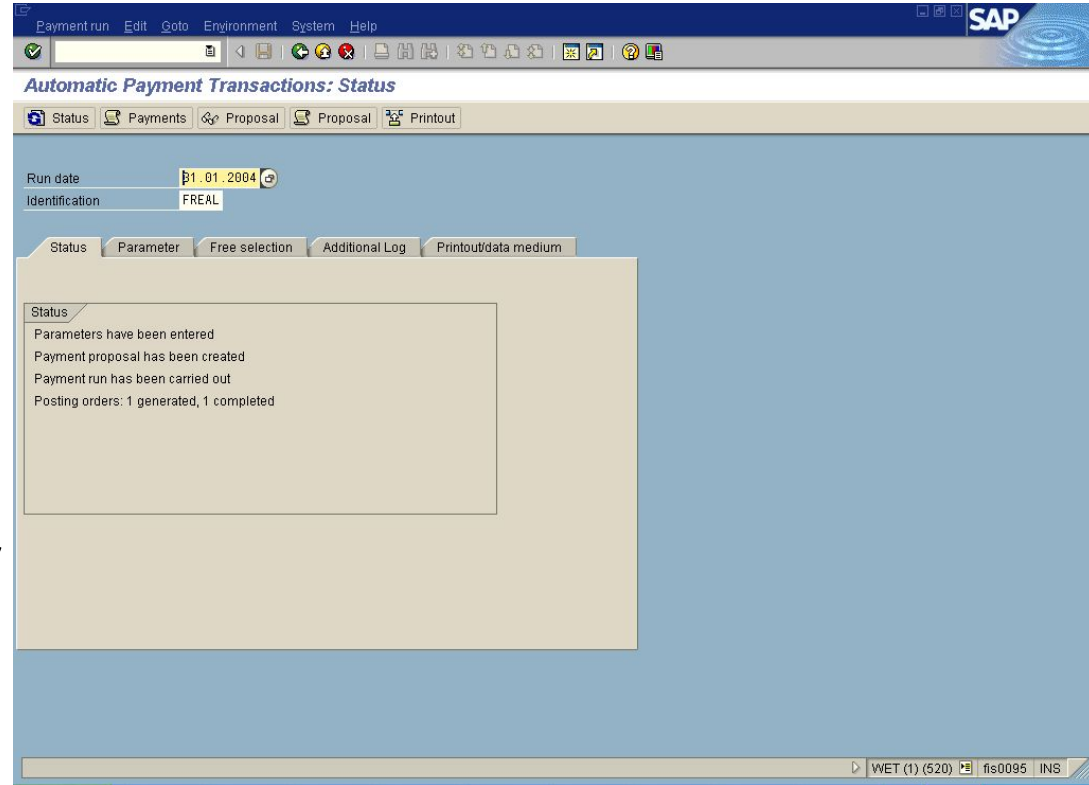 Payment run Edit Goto Environment System Help
SAP
Automatic Payment Transactions: Status
Status Payments Proposal Proposal Printout
Run date 31.01.2004
Identification FREAL
Status Parameter Free selection Additional Log Printout/data medium
Status
Parameters have been entered
Payment proposal has been created
Payment run has been carried out
Posting orders: 1 generated, 1 completed
WET (1) (520) fis0095 INS